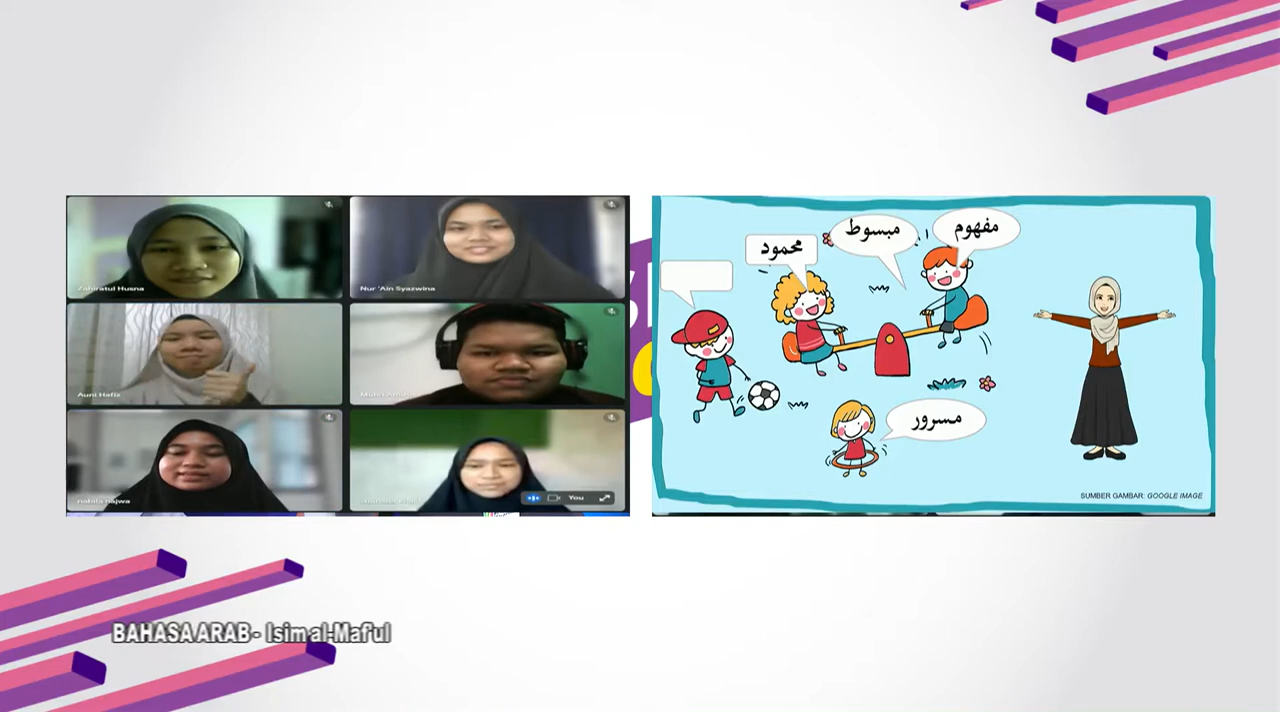 Zahiratul Husna
Nur 'Ain Syazwina
Auni Hafiz
nabila najwa
You
محمود
مبسوط
مفهوم
مسرور
SUMBER GAMBAR: GOOGLE IMAGE
BAHASA ARAB - Isim al-Maf'ul